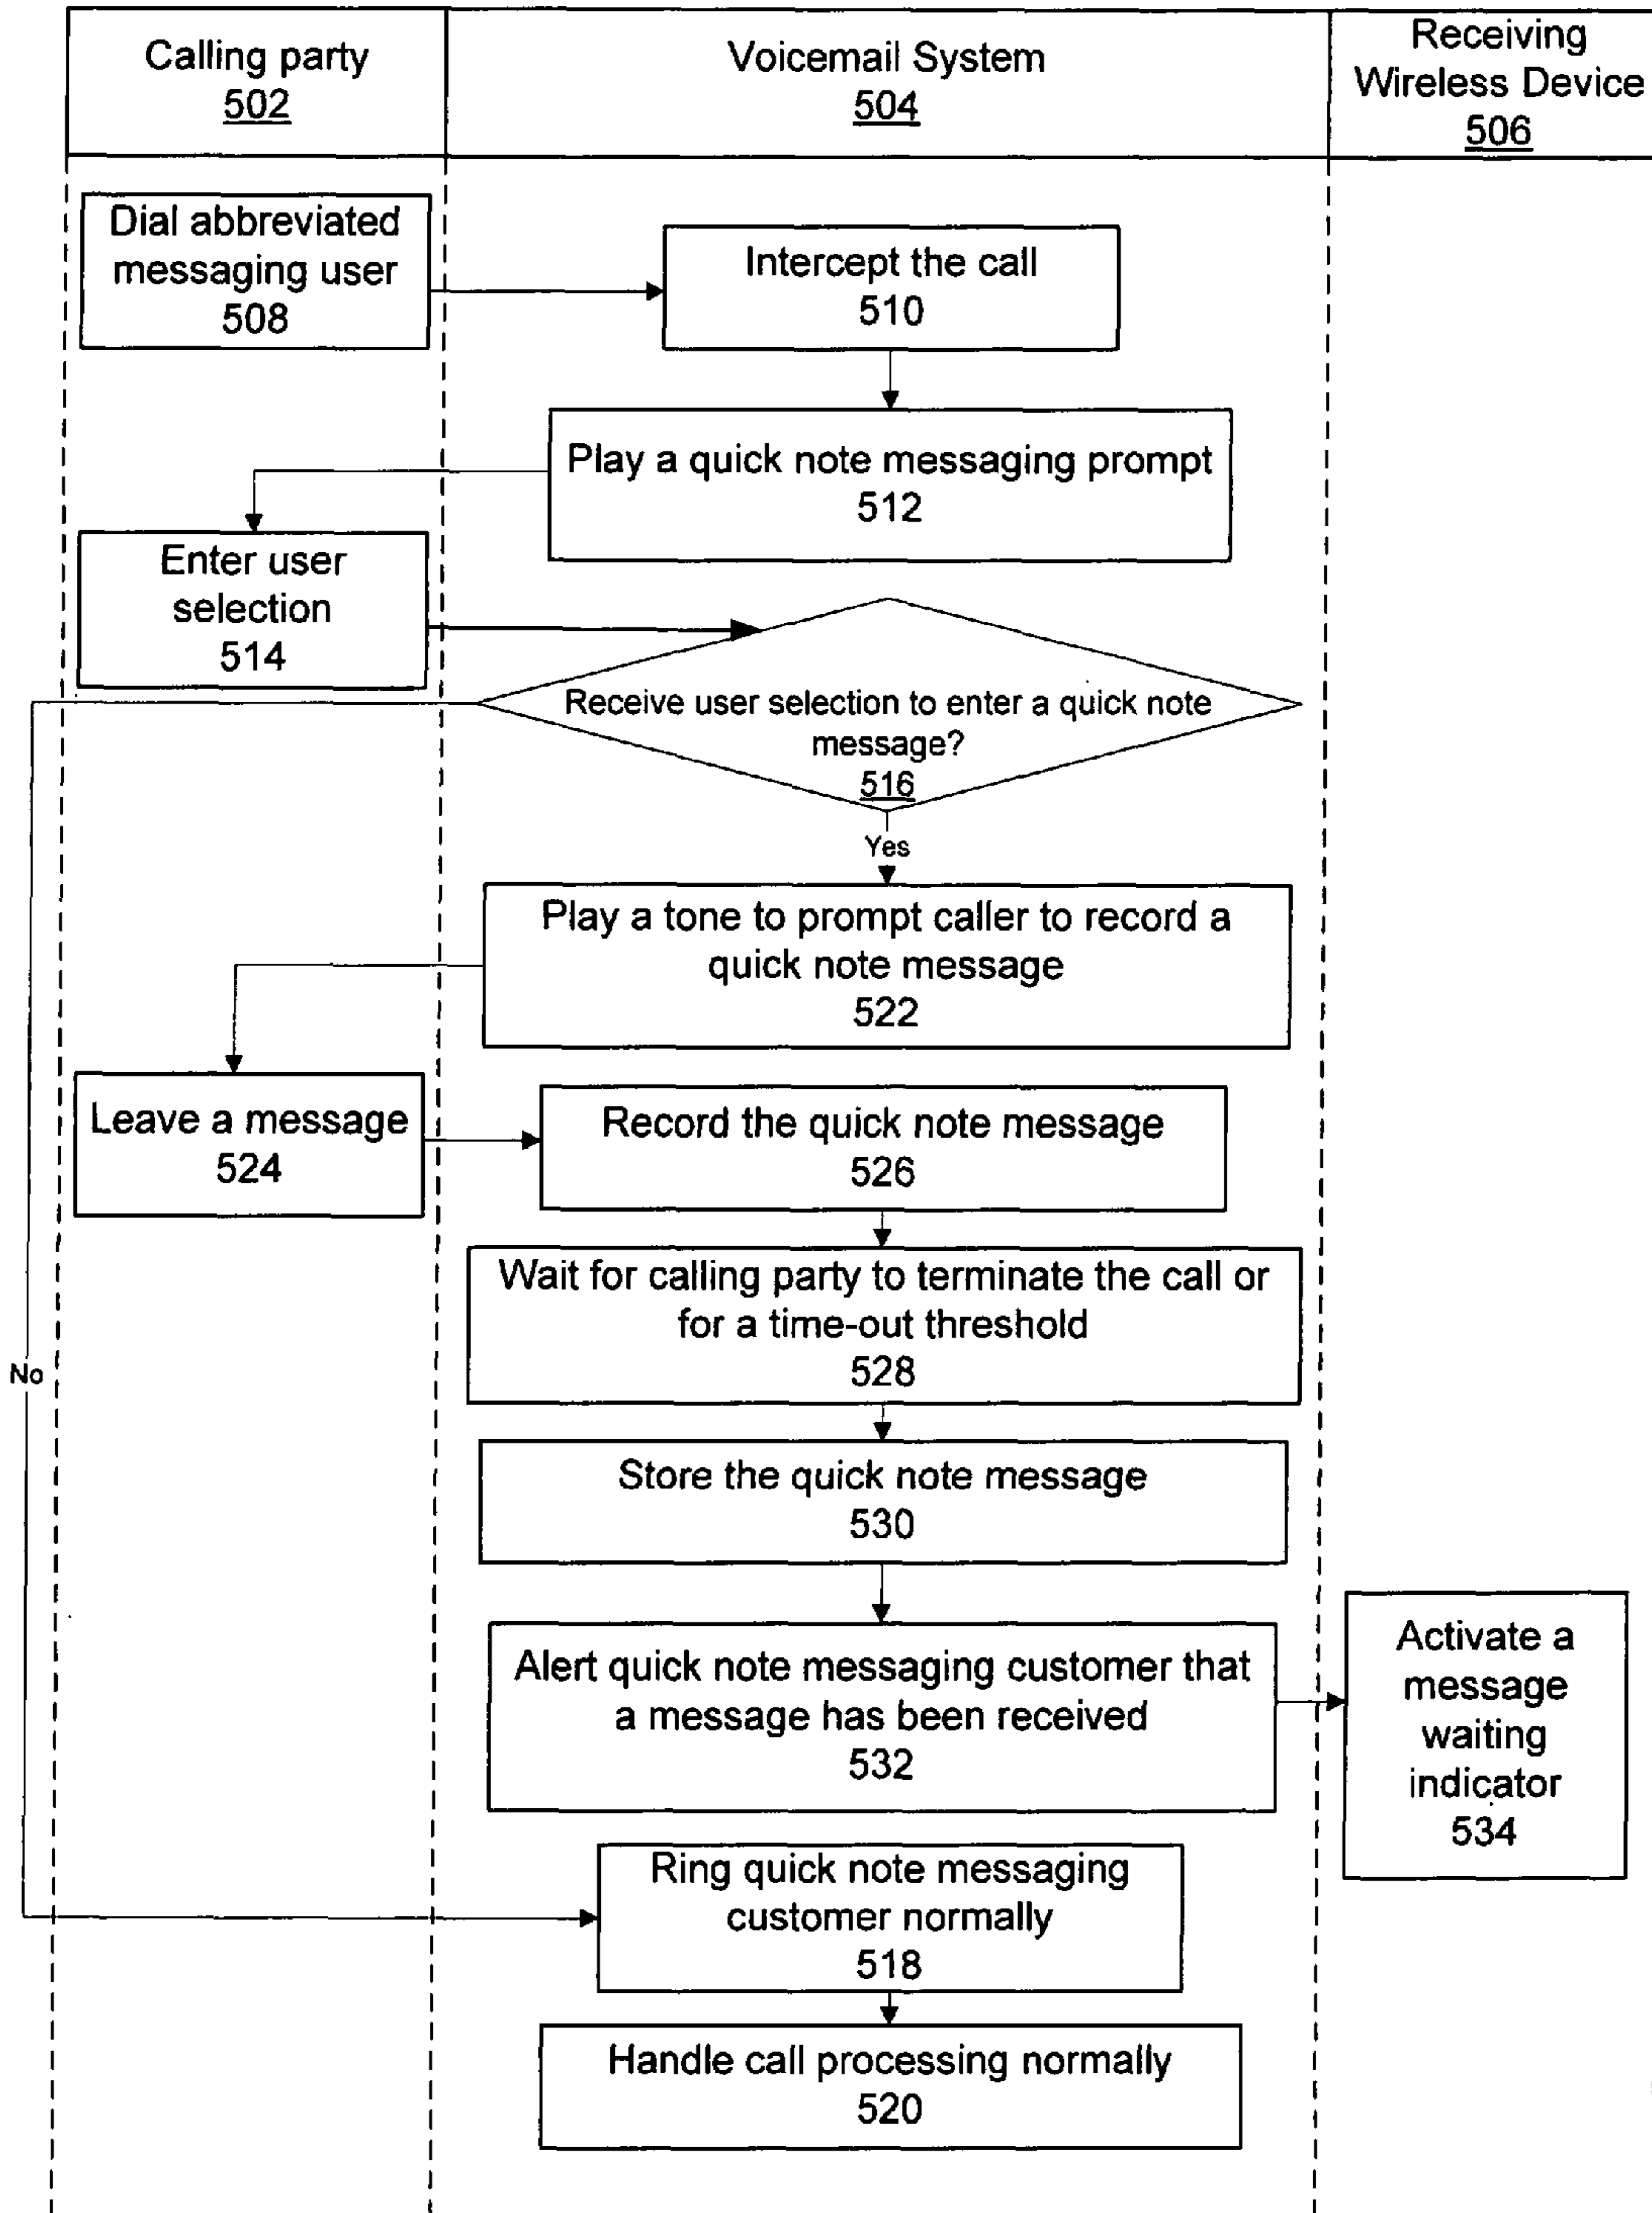 Calling party
502
Voicemail System
504
Receiving
Wireless Device
506
Dial abbreviated
messaging user
508
Intercept the call
510
Play a quick note messaging prompt
512
Enter user
selection
514
Receive user selection to enter a quick note
message?
516
Yes
Play a tone to prompt caller to record a
quick note message
522
Leave a message
524
Record the quick note message
526
Wait for calling party to terminate the call or
for a time-out threshold
528
No
Store the quick note message
530
Alert quick note messaging customer that
a message has been received
532
Activate a
message
waiting
indicator
534
Ring quick note messaging
customer normally
518
Handle call processing normally
520